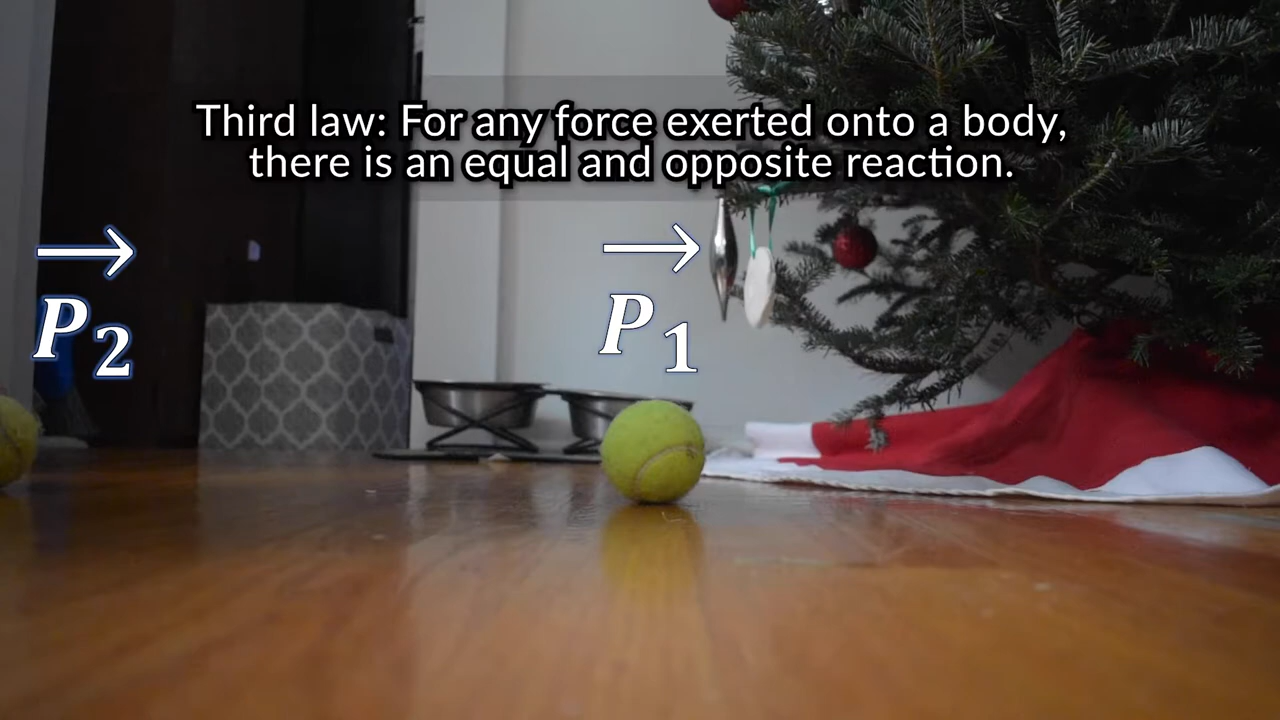 Third law: For any force exerted onto a body,
there is an equal and opposite reaction.
P₂ P₁